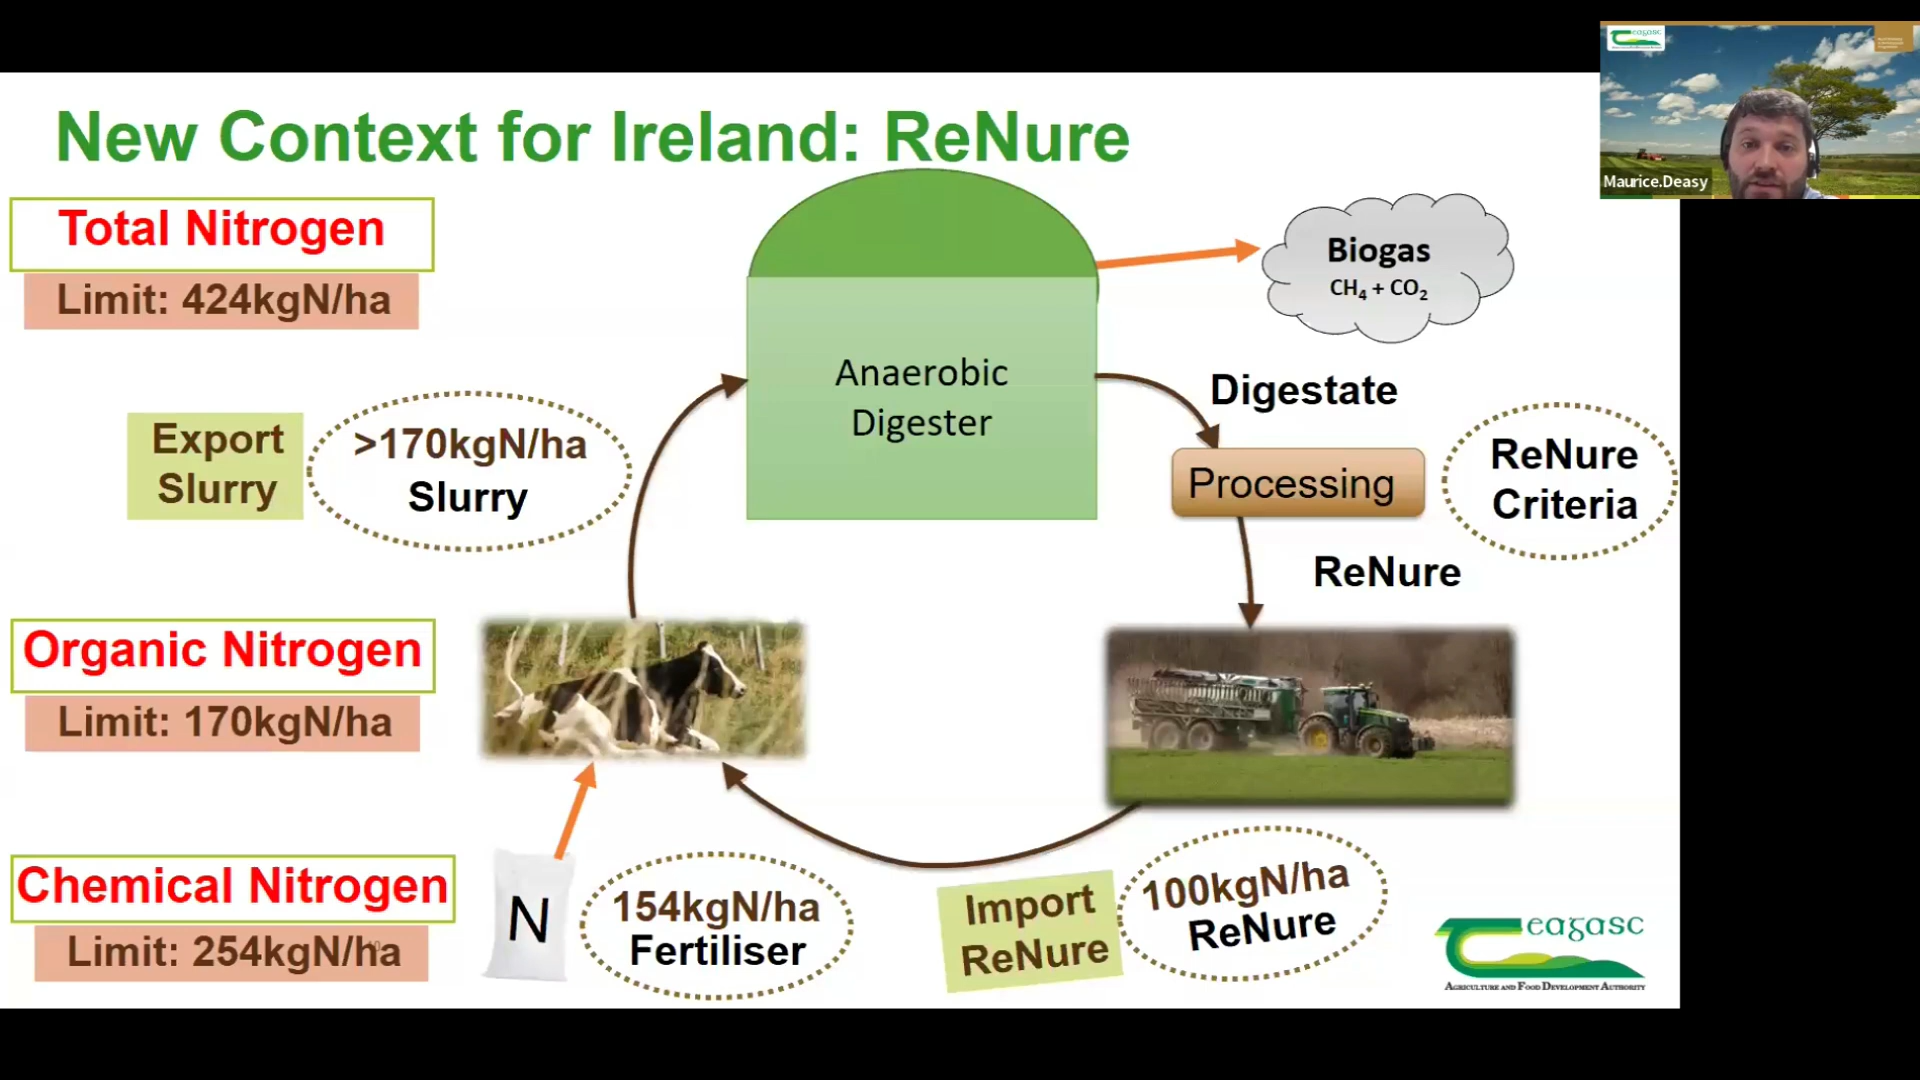 New Context for Ireland: ReNure
Total Nitrogen
Limit: 424kgN/ha
Biogas
CH₄ + CO₂
Anaerobic
Digester
Digestate
Export
Slurry
>170kgN/ha
Slurry
Processing
ReNure
Criteria
ReNure
Organic Nitrogen
Limit: 170kgN/ha
Chemical Nitrogen
Limit: 254kgN/ha
N
154kgN/ha
Fertiliser
Import
ReNure
100kgN/ha
ReNure
eagasc
AGRICULTURE AND FOOD DEVELOPMENT AUTHORITY
eagasc
Maurice.Deasy